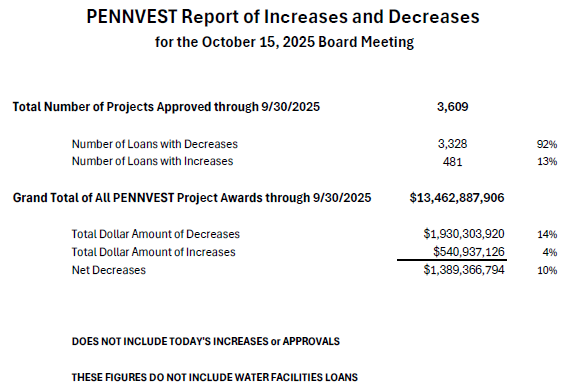 PENNVEST Report of Increases and Decreases
for the October 15, 2025 Board Meeting
Total Number of Projects Approved through 9/30/2025 3,609
Number of Loans with Decreases 3,328 92%
Number of Loans with Increases 481 13%
Grand Total of All PENNVEST Project Awards through 9/30/2025 $13,462,887,906
Total Dollar Amount of Decreases $1,930,303,920 14%
Total Dollar Amount of Increases $540,937,126 4%
Net Decreases $1,389,366,794 10%
DOES NOT INCLUDE TODAY'S INCREASES or APPROVALS
THESE FIGURES DO NOT INCLUDE WATER FACILITIES LOANS